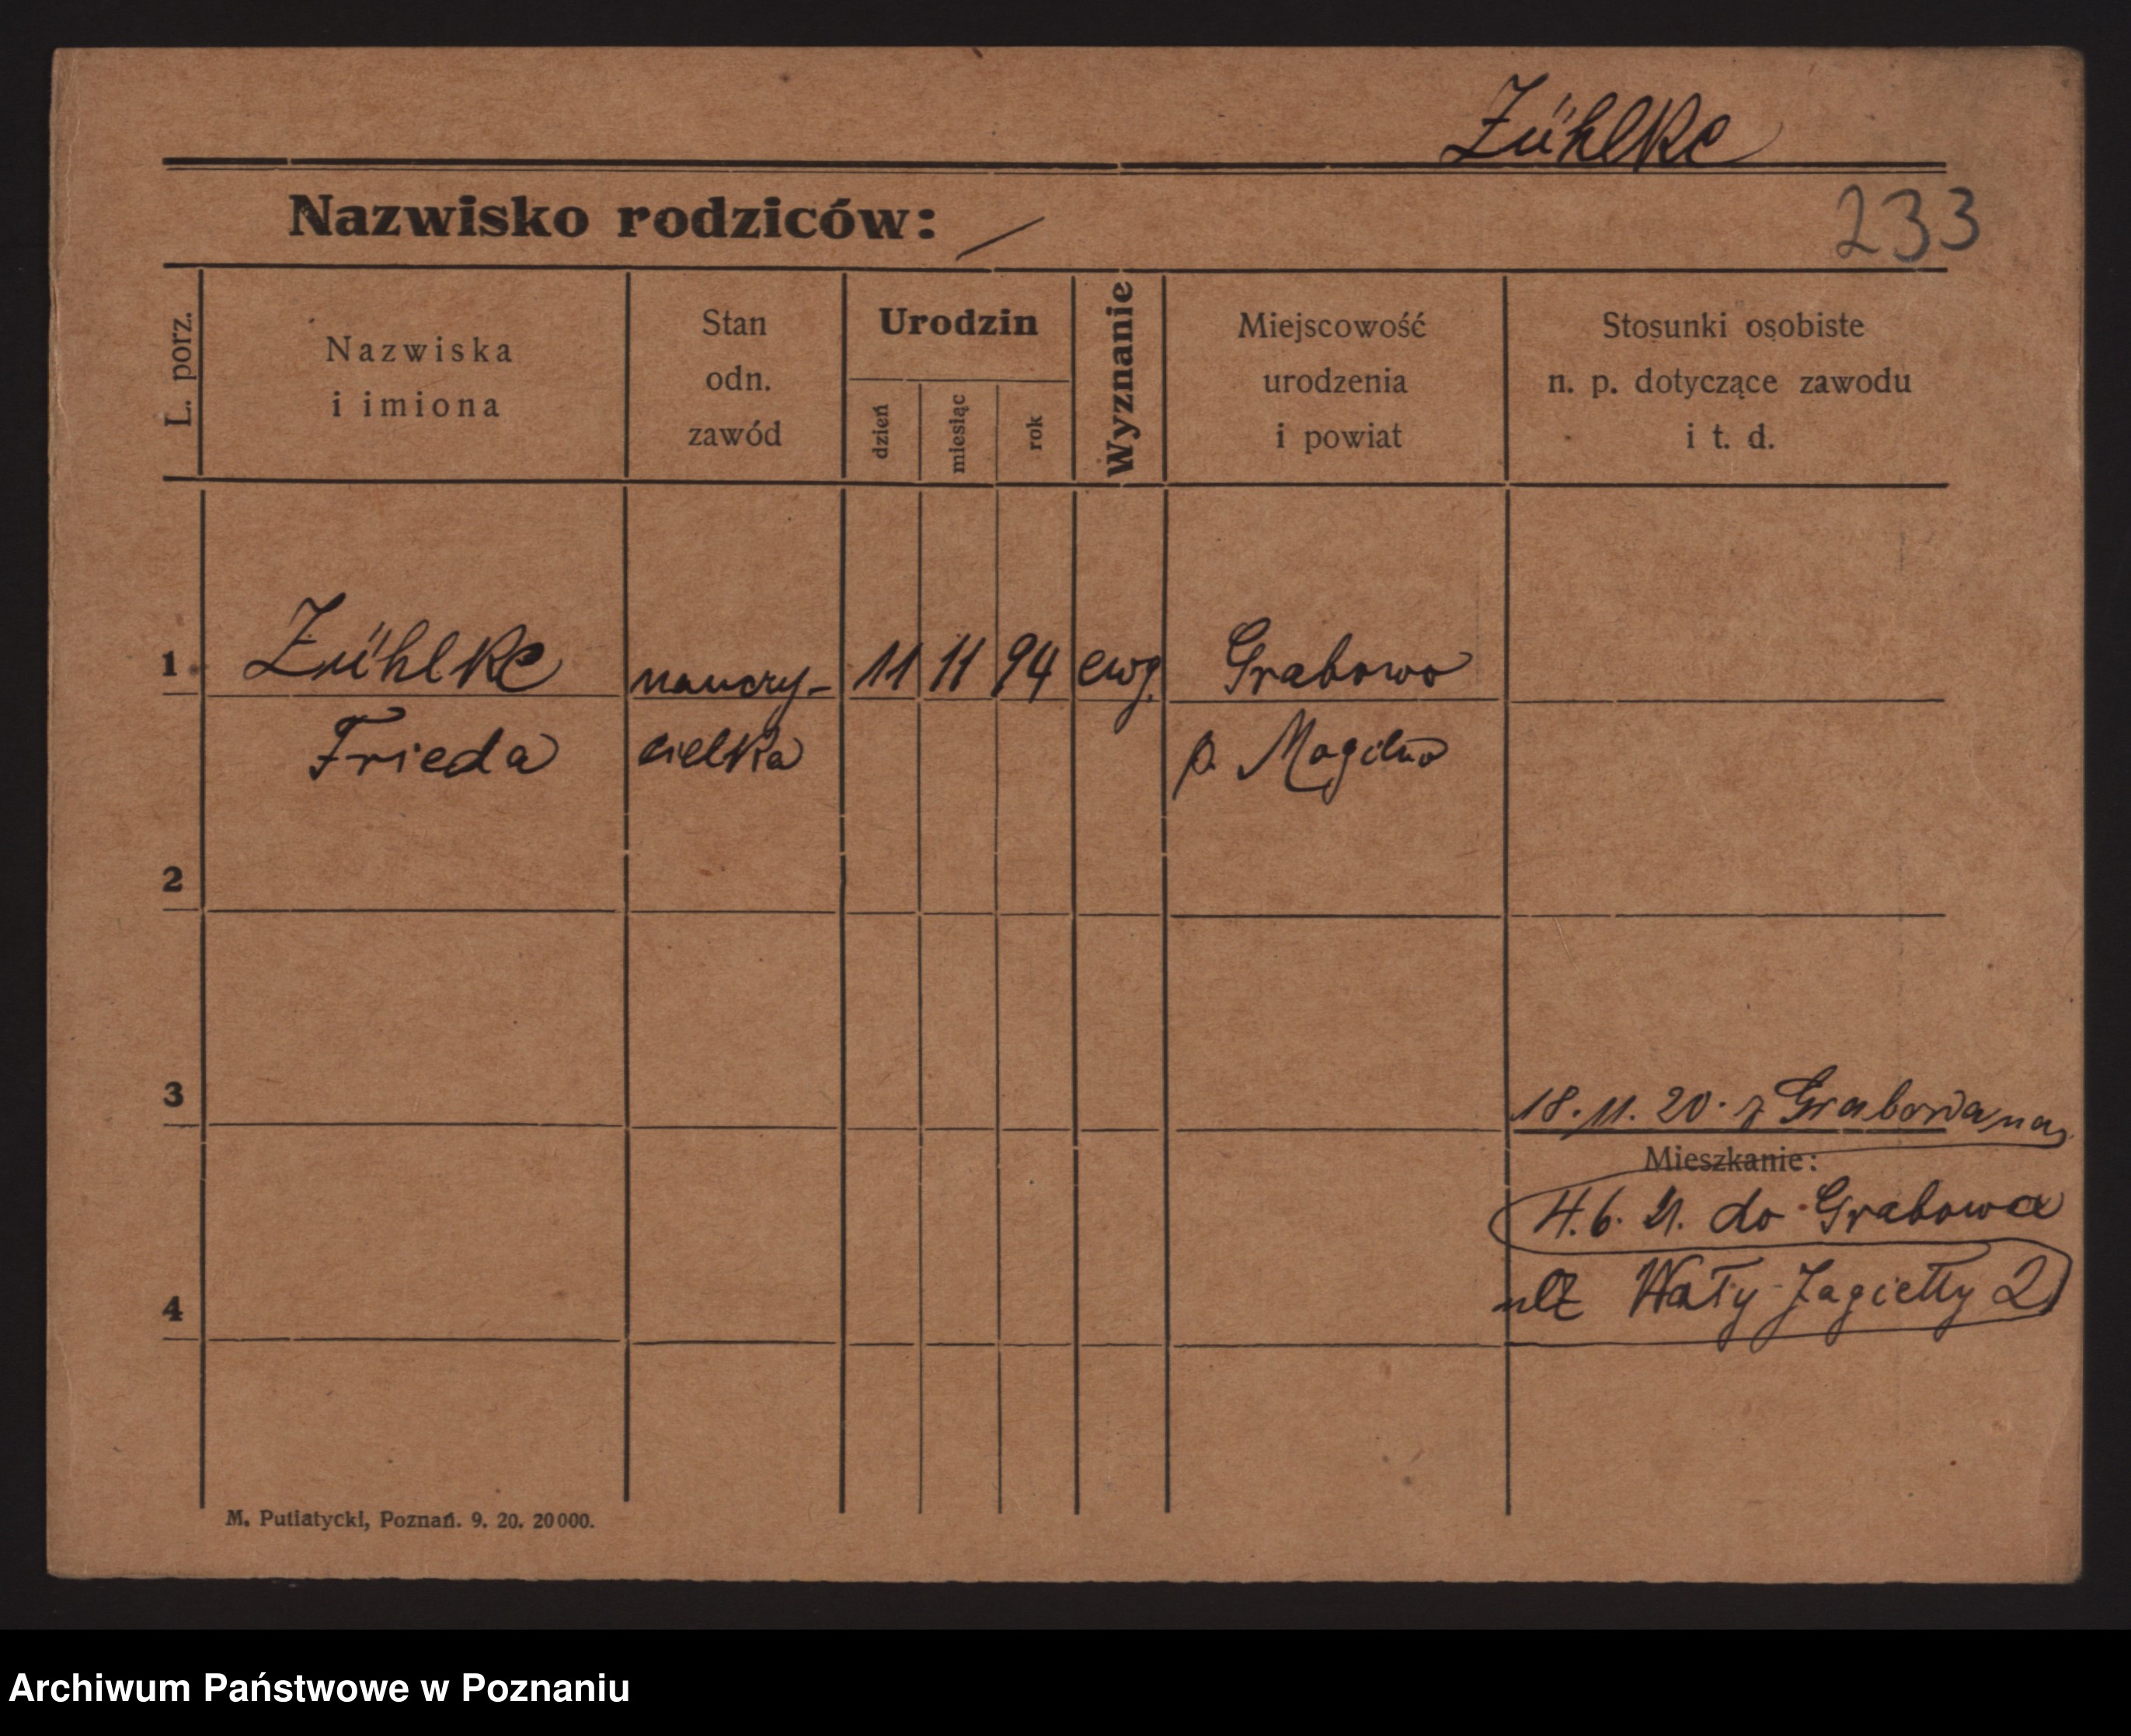 Zühlke
Nazwisko rodziców: /
233
L. porz.
Nazwiska
i imiona
Stan
odn.
zawód
Urodzin
dzień
miesiąc
rok
Wyznanie
Miejscowość
urodzenia
i powiat
Stosunki osobiste
n. p. dotyczące zawodu
i t. d.
1 Zühlke nauczy- 11 11 94 ewg. Grabowo
Frieda cielka p. Mogilno
2
3
18. 11. 20. z Grabowa na
Mieszkanie:
4. 6. 21. do Grabowa
Wały Jagiełły 2
4
M. Putiatycki, Poznań. 9. 20. 20000.
Archiwum Państwowe w Poznaniu